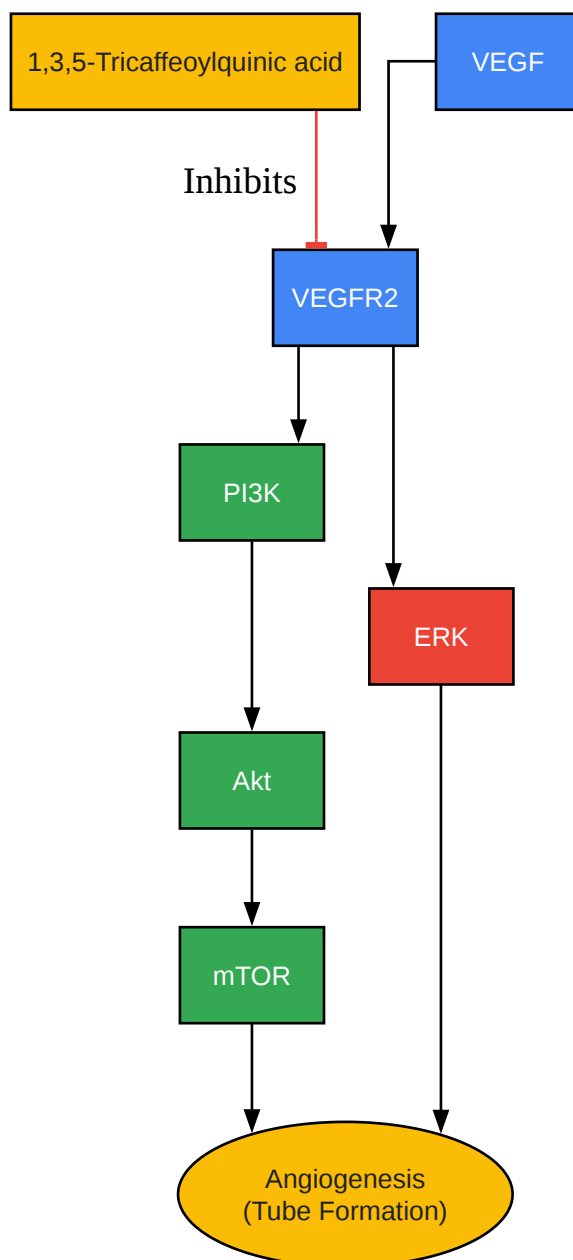 1,3,5-Tricaffeoylquinic acid
VEGF
Inhibits
VEGFR2
PI3K
ERK
Akt
mTOR
Angiogenesis
(Tube Formation)